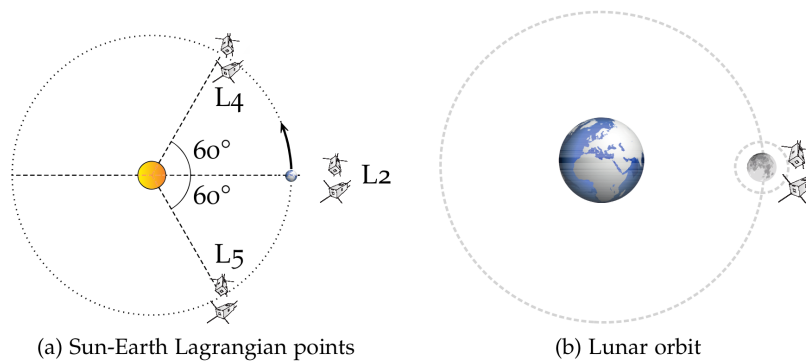 L4
60°
60°
L2
L5
(a) Sun-Earth Lagrangian points
(b) Lunar orbit